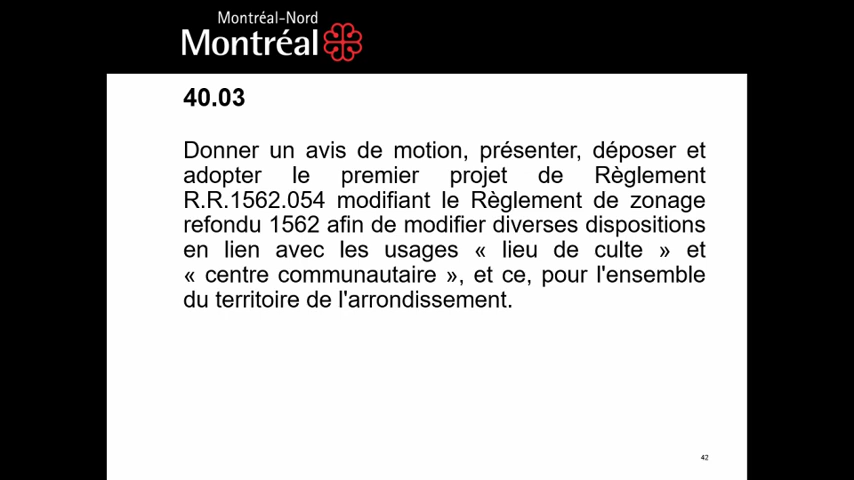 Montréal-Nord
Montréal
40.03
Donner un avis de motion, présenter, déposer et
adopter le premier projet de Règlement
R.R.1562.054 modifiant le Règlement de zonage
refondu 1562 afin de modifier diverses dispositions
en lien avec les usages « lieu de culte » et
« centre communautaire », et ce, pour l'ensemble
du territoire de l'arrondissement.
42